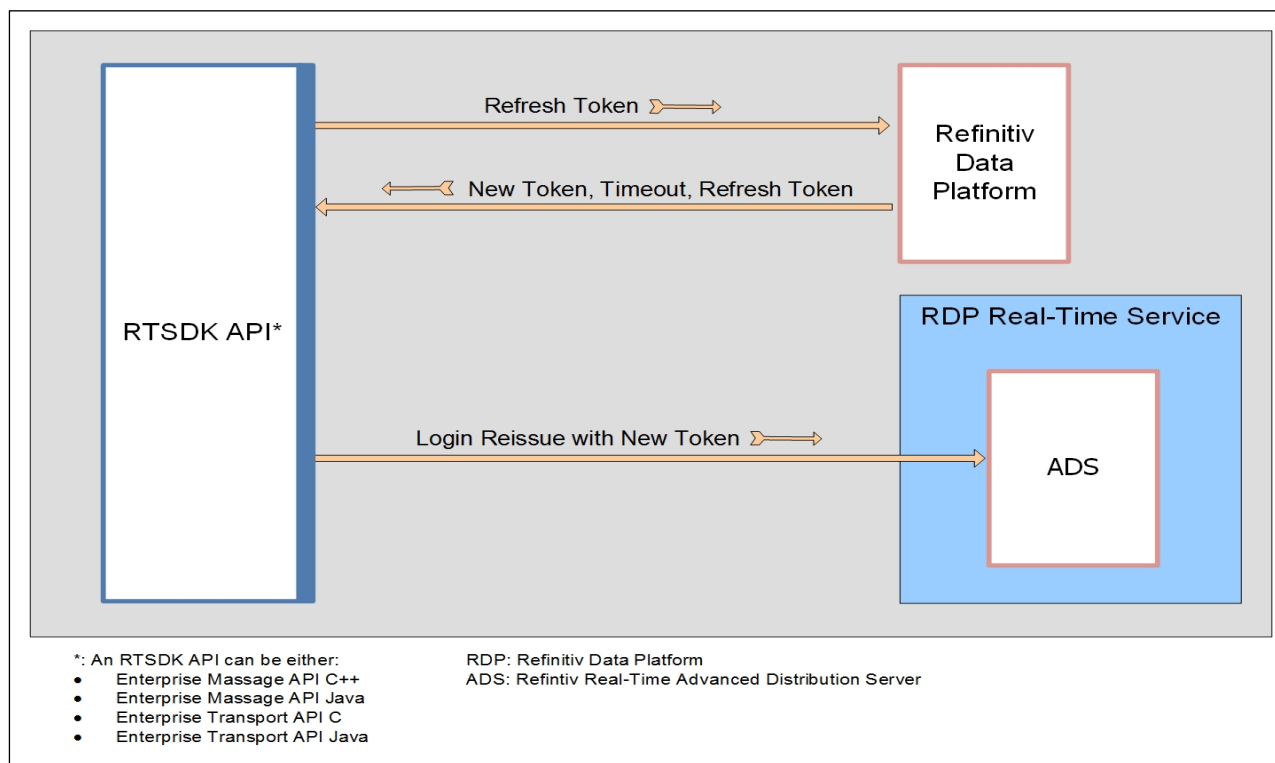 Refresh Token
Refinitiv
Data
Platform
New Token, Timeout, Refresh Token
RTSDK API*
RDP Real-Time Service
Login Reissue with New Token
ADS
*: An RTSDK API can be either:
• Enterprise Massage API C++
• Enterprise Massage API Java
• Enterprise Transport API C
• Enterprise Transport API Java
RDP: Refinitiv Data Platform
ADS: Refintiv Real-Time Advanced Distribution Server